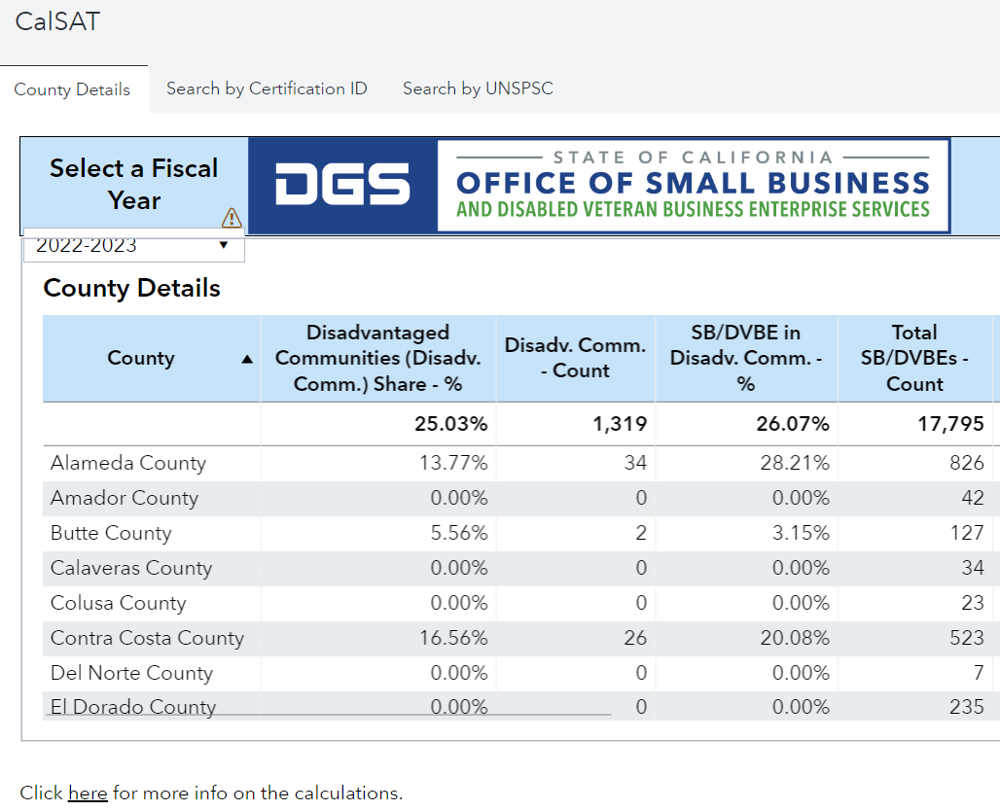 CalSAT
County Details Search by Certification ID Search by UNSPSC
Select a Fiscal
Year
DGS
STATE OF CALIFORNIA
OFFICE OF SMALL BUSINESS
AND DISABLED VETERAN BUSINESS ENTERPRISE SERVICES
2022-2023
County Details
County
Disadvantaged
Communities (Disadv.
Comm.) Share - %
Disadv. Comm.
- Count
SB/DVBE in
Disadv. Comm. -
%
Total
SB/DVBEs -
Count
25.03% 1,319 26.07% 17,795
Alameda County 13.77% 34 28.21% 826
Amador County 0.00% 0 0.00% 42
Butte County 5.56% 2 3.15% 127
Calaveras County 0.00% 0 0.00% 34
Colusa County 0.00% 0 0.00% 23
Contra Costa County 16.56% 26 20.08% 523
Del Norte County 0.00% 0 0.00% 7
El Dorado County 0.00% 0 0.00% 235
Click here for more info on the calculations.